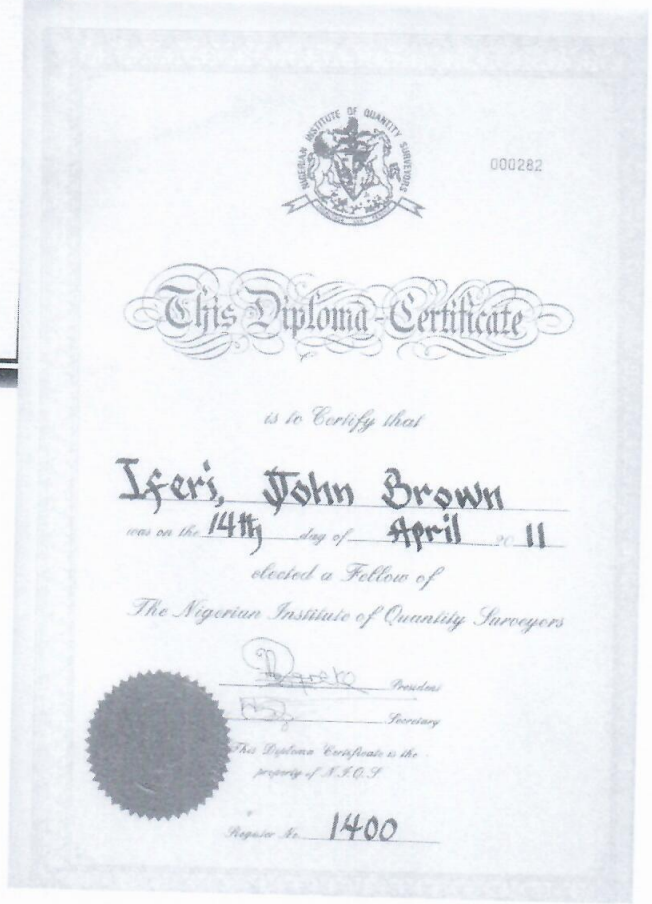 NIGERIAN INSTITUTE OF QUANTITY SURVEYORS
000282
This Diploma-Certificate
is to Certify that
Iferi, John Brown
was on the 14th day of April 2011
elected a Fellow of
The Nigerian Institute of Quantity Surveyors
President
Secretary
This Diploma Certificate is the
property of N.I.Q.S.
Register No. 1400